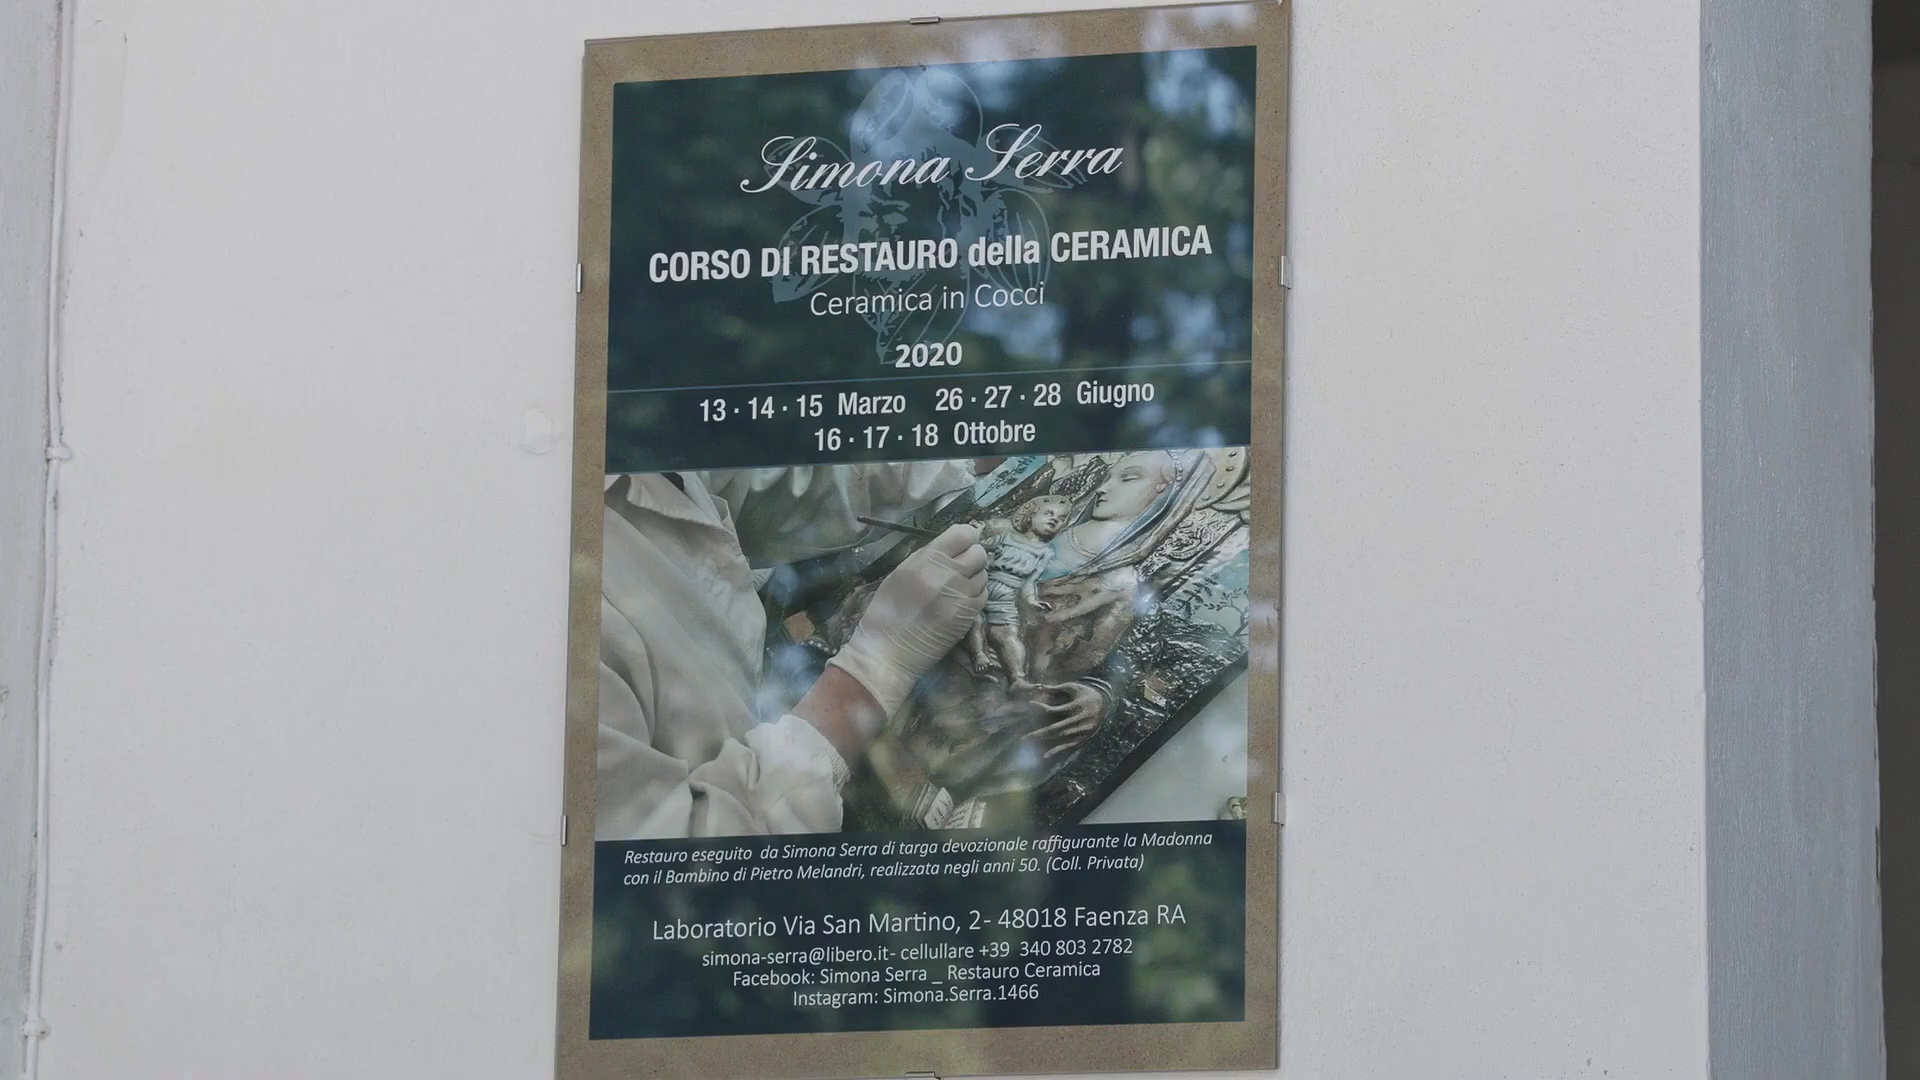 Simona Serra
CORSO DI RESTAURO della CERAMICA
Ceramica in Cocci
2020
13 · 14 · 15 Marzo 26 · 27 · 28 Giugno
16 · 17 · 18 Ottobre
Restauro eseguito da Simona Serra di targa devozionale raffigurante la Madonna
con il Bambino di Pietro Melandri, realizzata negli anni 50. (Coll. Privata)
Laboratorio Via San Martino, 2- 48018 Faenza RA
simona-serra@libero.it- cellullare +39 340 803 2782
Facebook: Simona Serra _ Restauro Ceramica
Instagram: Simona.Serra.1466